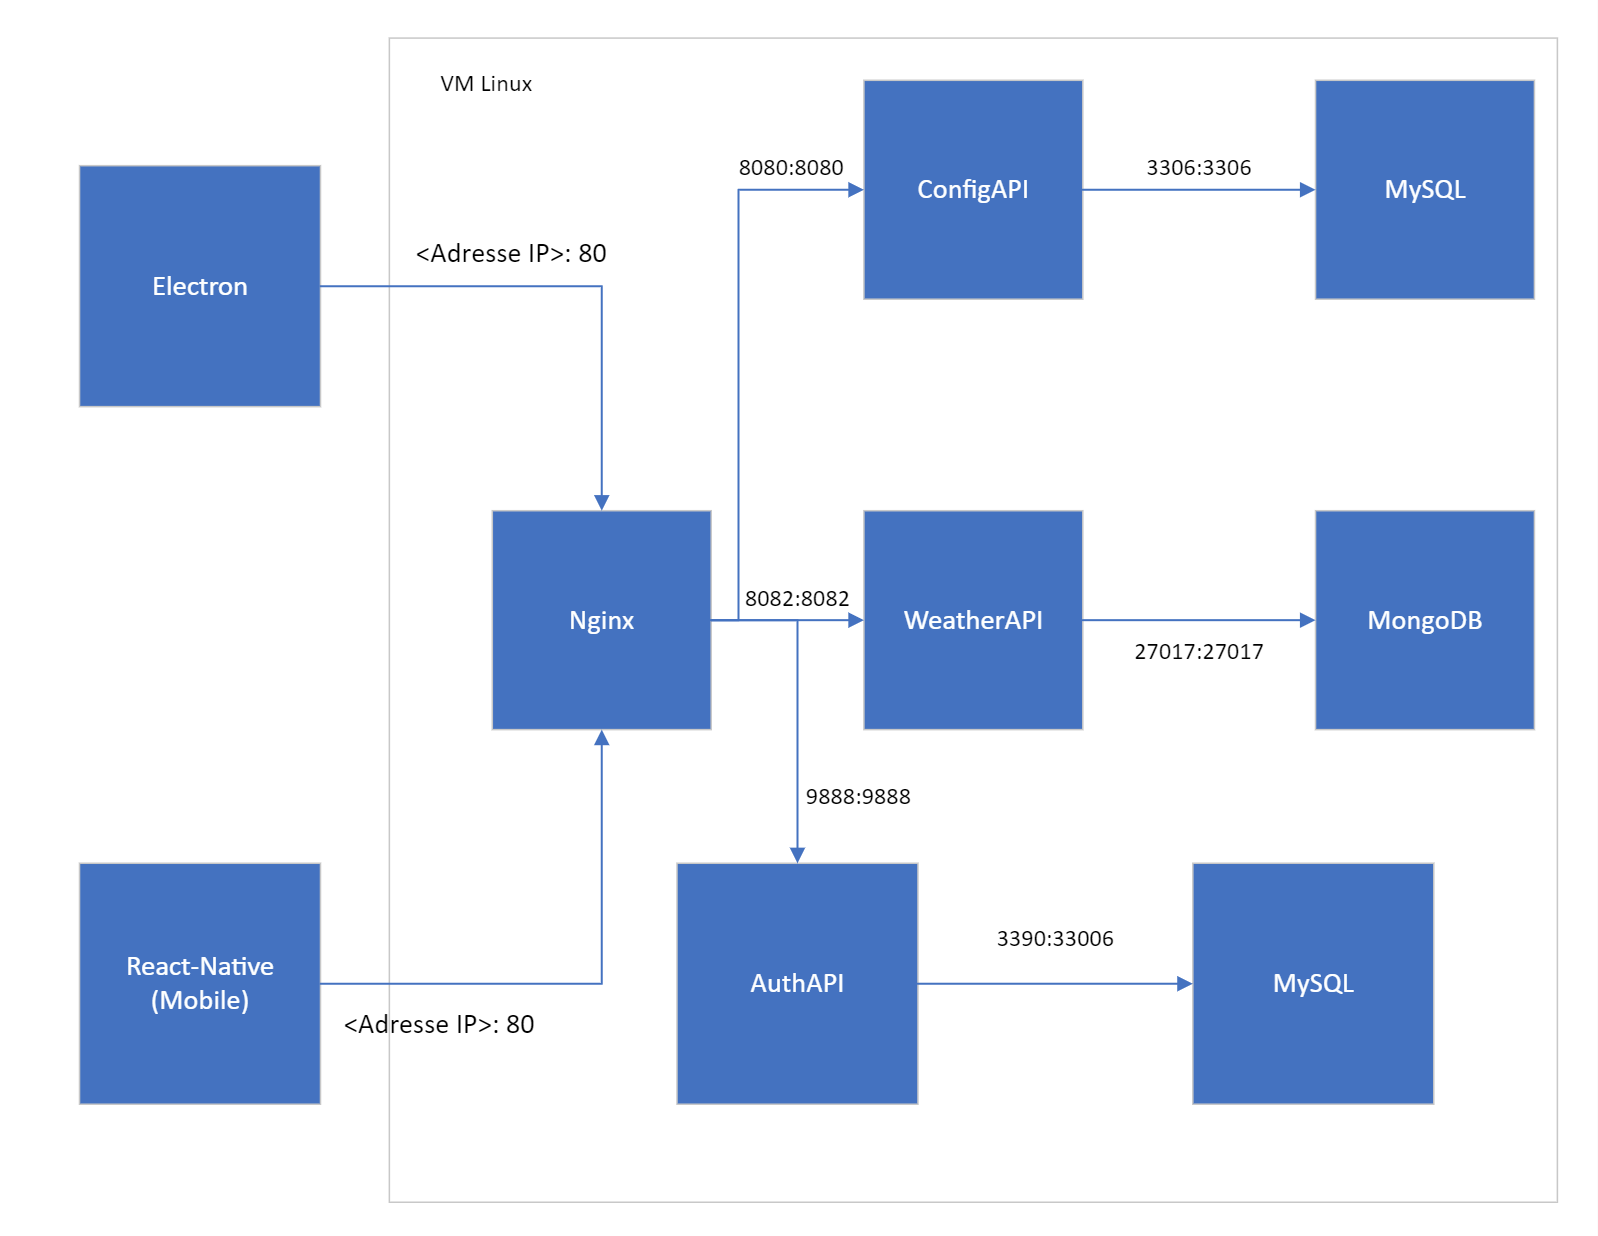 VM Linux
8080:8080
ConfigAPI
3306:3306
MySQL
<Adresse IP>: 80
Electron
8082:8082
Nginx
WeatherAPI
27017:27017
MongoDB
9888:9888
React-Native
(Mobile)
<Adresse IP>: 80
AuthAPI
3390:33006
MySQL